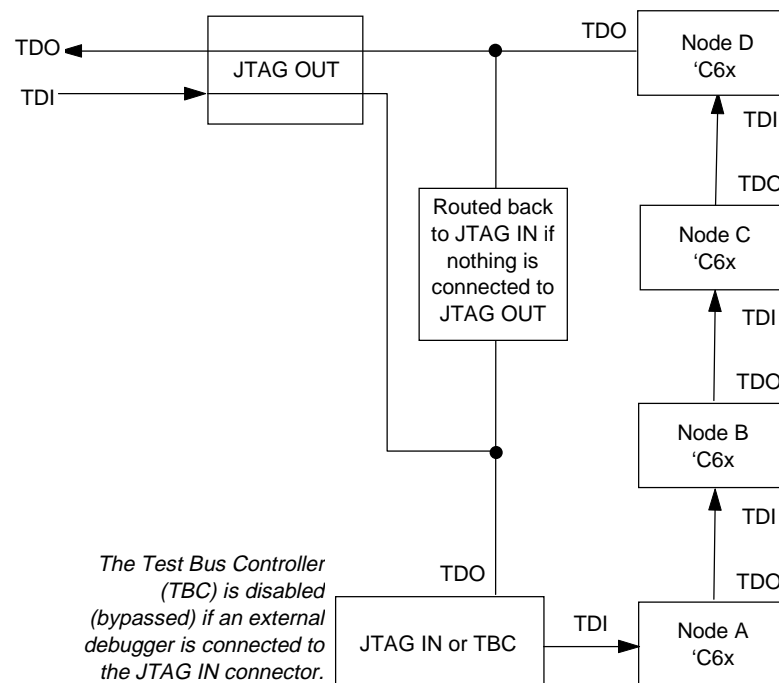 TDO
TDI
JTAG OUT
TDO
Node D
‘C6x
TDI
TDO
Routed back
to JTAG IN if
nothing is
connected to
JTAG OUT
Node C
‘C6x
TDI
TDO
Node B
‘C6x
TDI
TDO
The Test Bus Controller
(TBC) is disabled
(bypassed) if an external
debugger is connected to
the JTAG IN connector.
TDO
JTAG IN or TBC
TDI
Node A
‘C6x